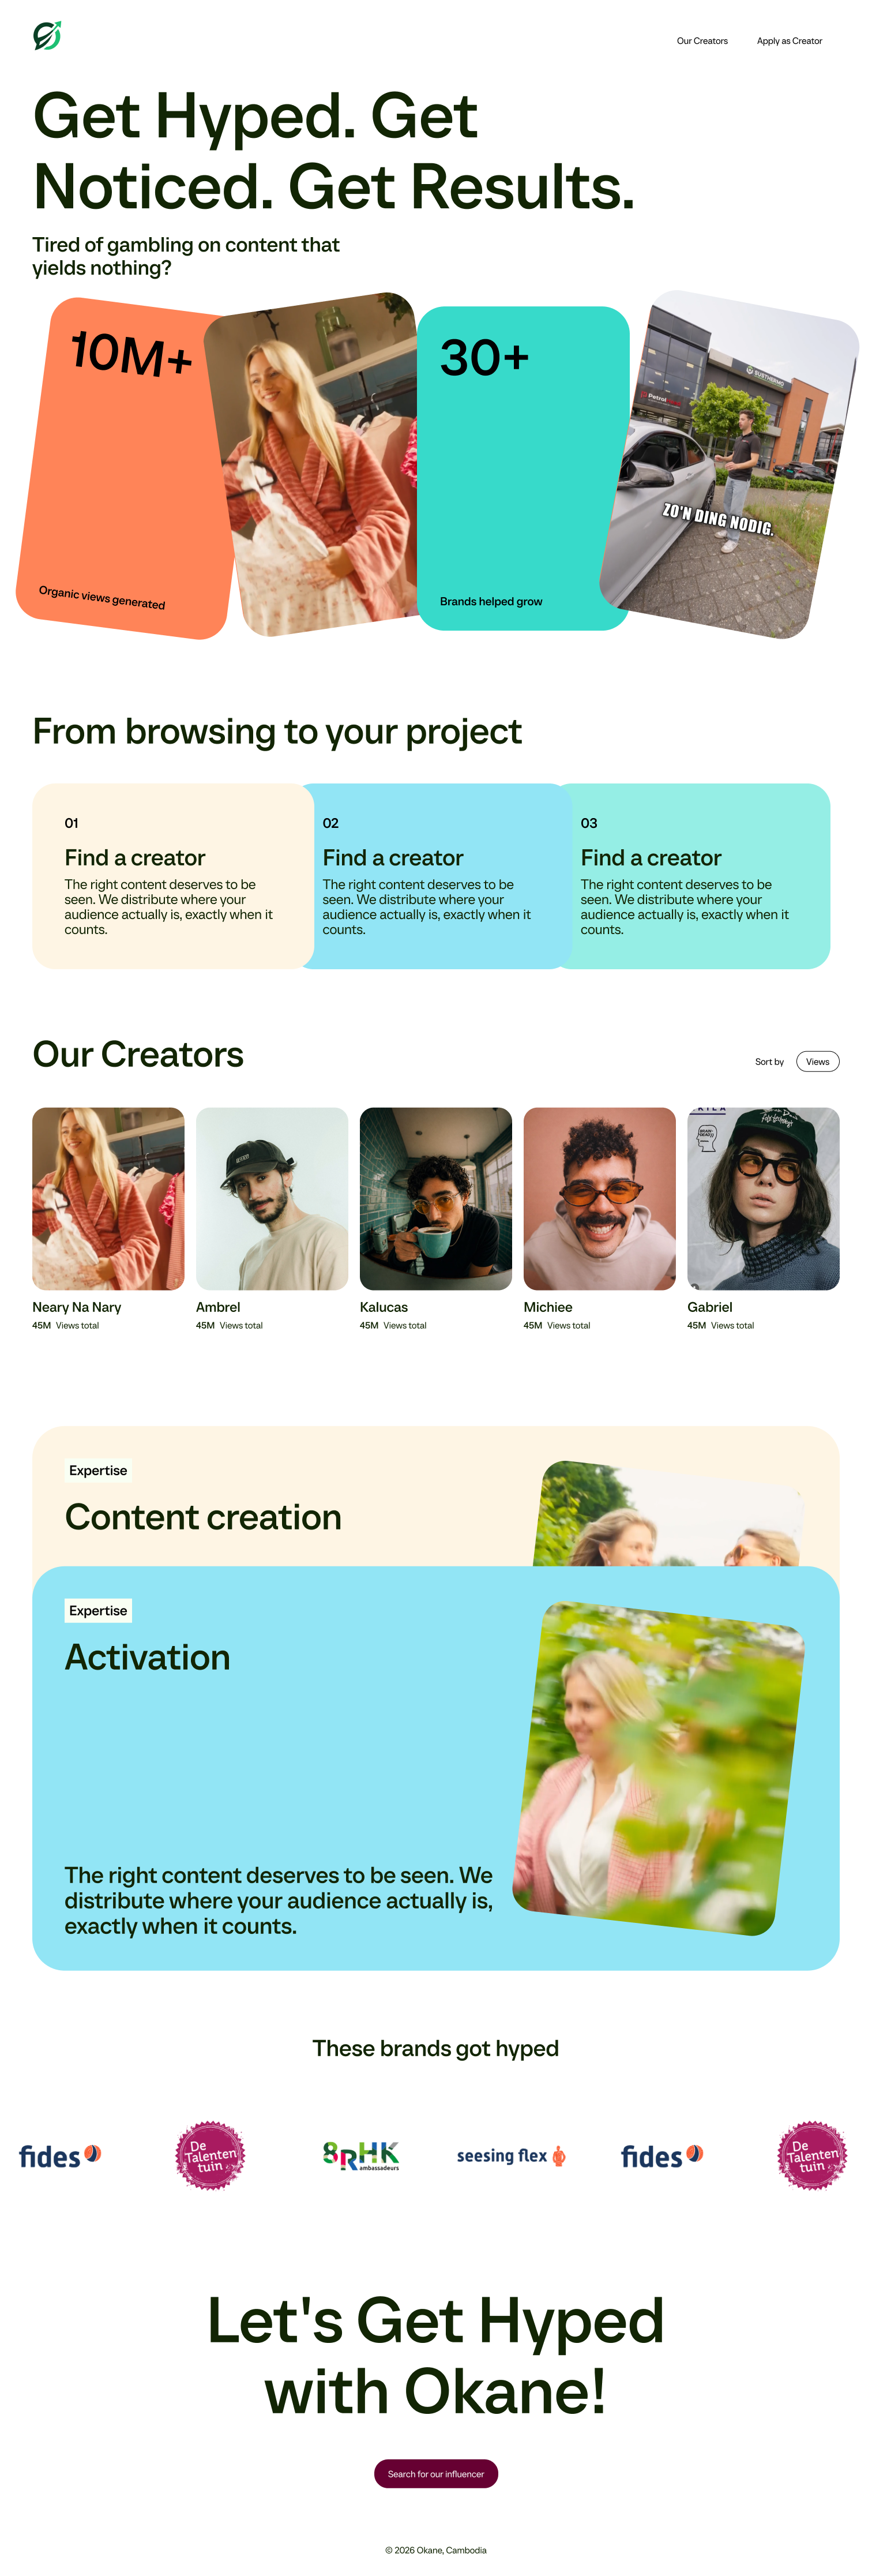 Our Creators
Apply as Creator
Get Hyped. Get
Noticed. Get Results.
Tired of gambling on content that
yields nothing?
10M+
Organic views generated
30+
Brands helped grow
SUSTHERMO
Petrol
ZO'N DING NODIG.
From browsing to your project
01
Find a creator
The right content deserves to be
seen. We distribute where your
audience actually is, exactly when it
counts.
02
Find a creator
The right content deserves to be
seen. We distribute where your
audience actually is, exactly when it
counts.
03
Find a creator
The right content deserves to be
seen. We distribute where your
audience actually is, exactly when it
counts.
Our Creators
Sort by
Views
Neary Na Nary
45M Views total
Ambrel
45M Views total
Kalucas
45M Views total
Michiee
45M Views total
Gabriel
45M Views total
Expertise
Content creation
Expertise
Activation
The right content deserves to be seen. We
distribute where your audience actually is,
exactly when it counts.
These brands got hyped
fides
De
Talenten
tuin
8RHK
ambassadeurs
seesing flex
fides
De
Talenten
tuin
Let's Get Hyped
with Okane!
Search for our influencer
© 2026 Okane, Cambodia